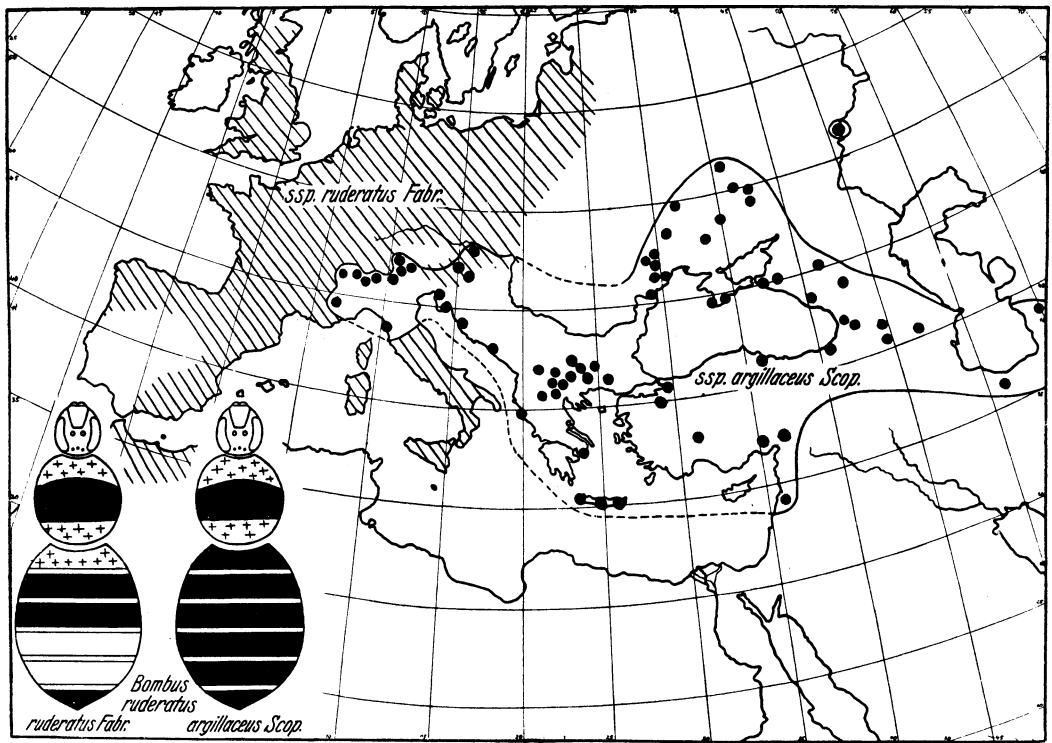 ssp. ruderatus Fabr.
ssp. argillaceus Scop.
Bombus
ruderatus
ruderatus Fabr.
argillaceus Scop.